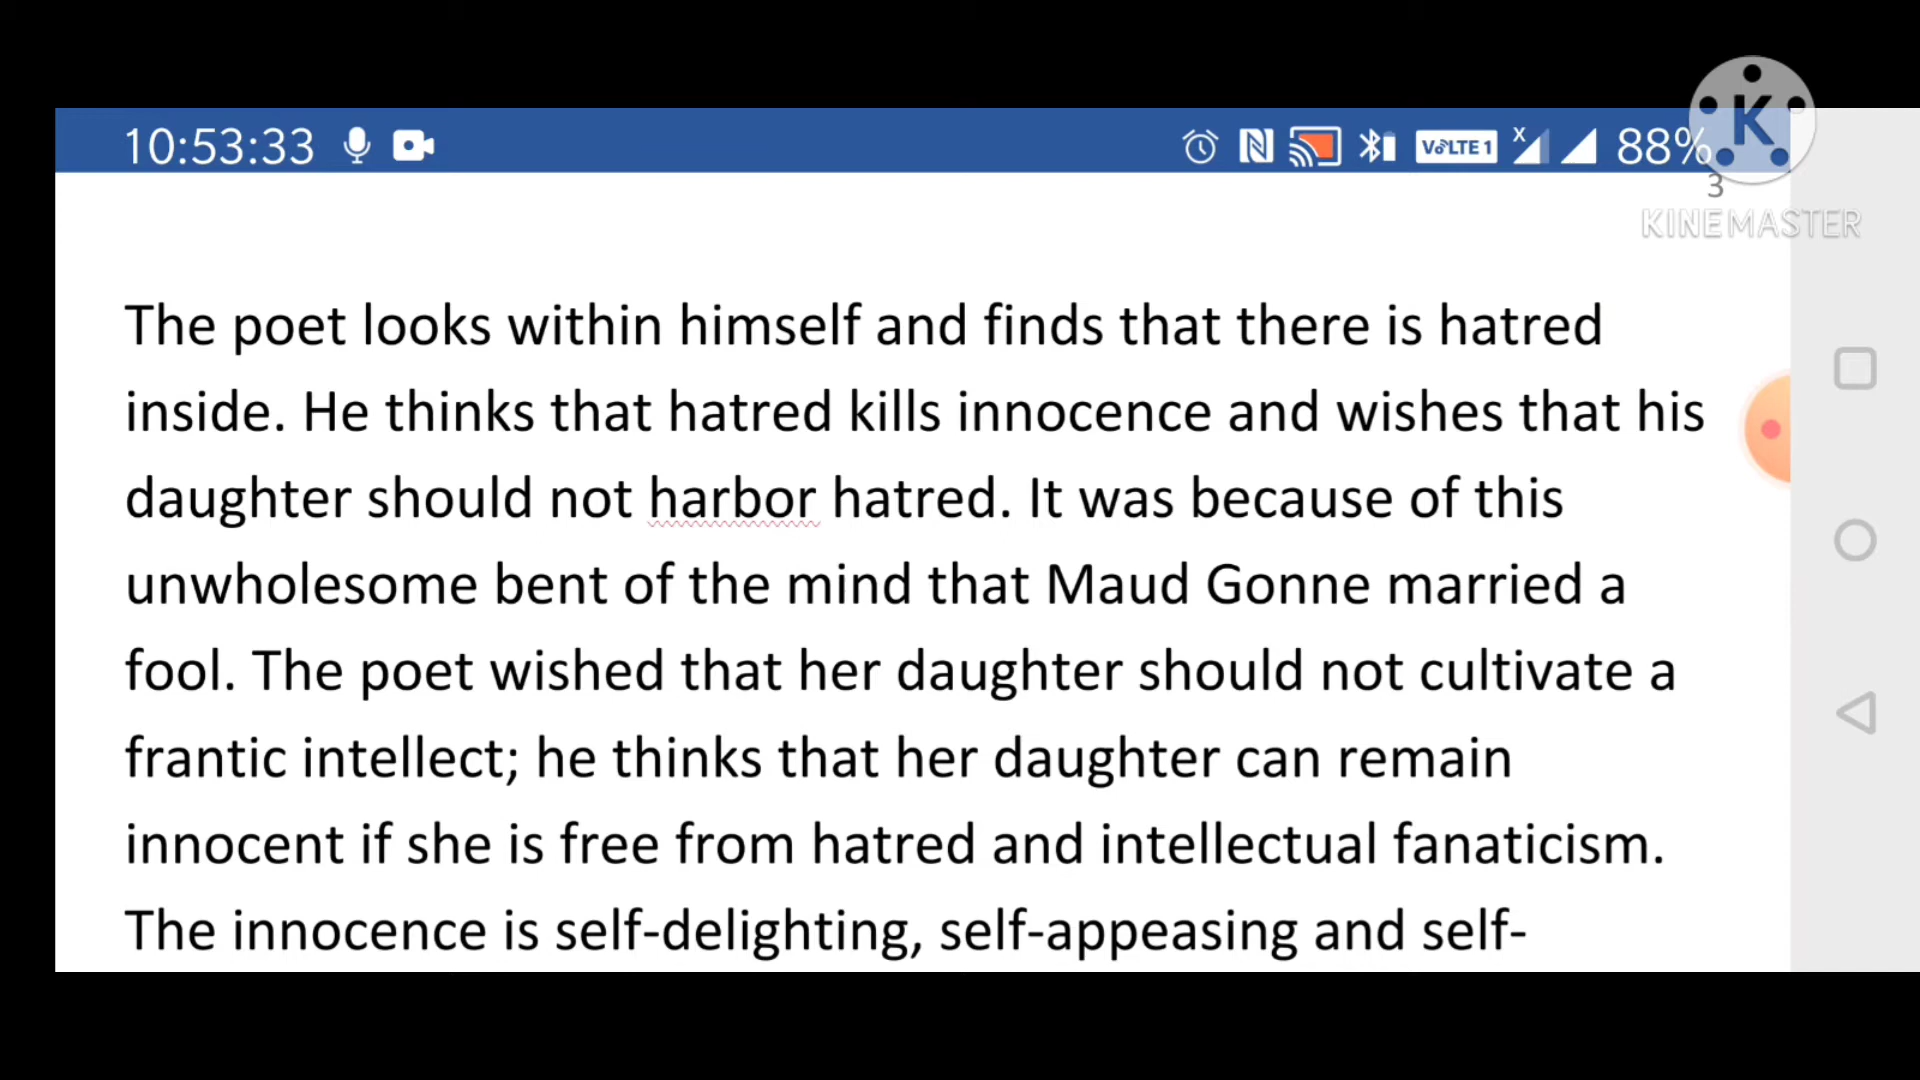 10:53:33 VoLTE 1 x 88%
K
3
KINEMASTER
The poet looks within himself and finds that there is hatred
inside. He thinks that hatred kills innocence and wishes that his
daughter should not harbor hatred. It was because of this
unwholesome bent of the mind that Maud Gonne married a
fool. The poet wished that her daughter should not cultivate a
frantic intellect; he thinks that her daughter can remain
innocent if she is free from hatred and intellectual fanaticism.
The innocence is self-delighting, self-appeasing and self-